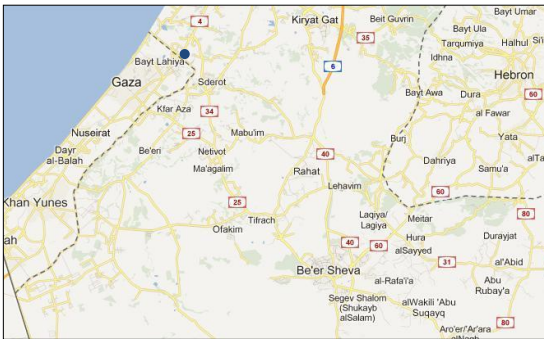 4
Kiryat Gat
Beit Guvrin
Bayt Umar
35
Bayt Ula
Tarqumiya
Halhul
Idhna
Bayt Lahiya
6
Hebron
Gaza
Sderot
Bayt Awa
Dura
60
Kfar Aza
34
al Fawar
Nuseirat
25
Mabu'im
Burj
Yata
Dayr
al-Balah
Be'eri
Netivot
40
Dahriya
Samu'a
Ma'agalim
Rahat
Lehavim
60
Khan Yunes
25
Laqiya/
Lagiya
Meitar
80
Tifrach
Ofakim
Hura
Durayjat
40
60
alSayyed
31
al'Abid
Be'er Sheva
al-Rafa'i'a
Abu
Rubay'a
Segev Shalom
(Shukayb
alSalam)
alWakili 'Abu
Suqayq
80
Aro'er/'Ar'ara